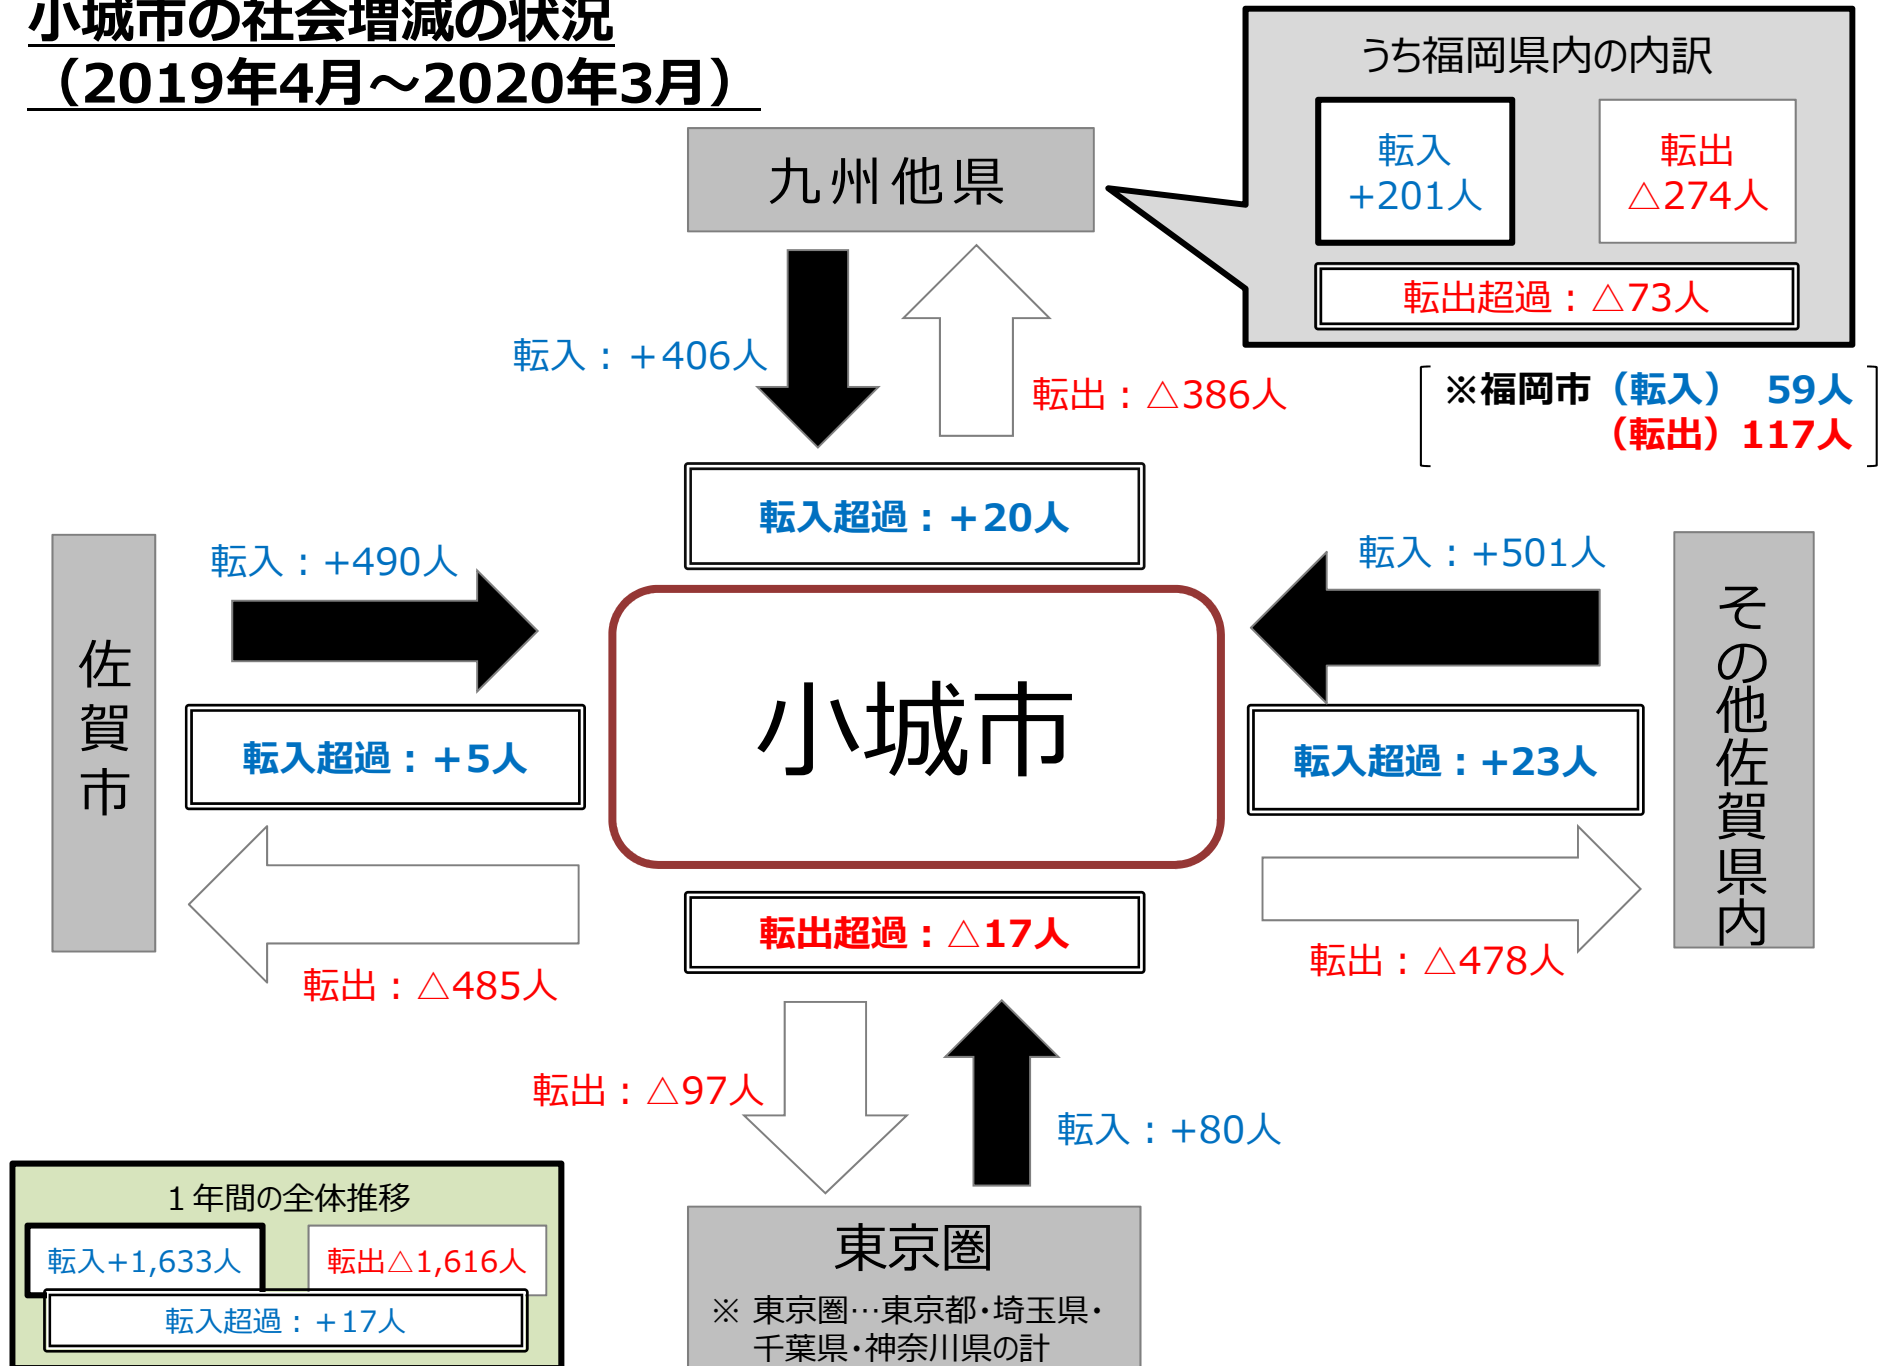 小城市の社会増減の状況
（2019年4月～2020年3月）
うち福岡県内の内訳
転入
+201人
転出
△274人
転出超過：△73人
※福岡市（転入）　59人
（転出）117人
九州他県
転入：＋406人
転出：△386人
転入超過：＋20人
佐賀市
転入：+490人
転入超過：+5人
転出：△485人
小城市
その他佐賀県内
転入：+501人
転入超過：+23人
転出：△478人
転出超過：△17人
転出：△97人
転入：+80人
東京圏
※ 東京圏…東京都・埼玉県・
千葉県・神奈川県の計
１年間の全体推移
転入+1,633人
転出△1,616人
転入超過：＋17人